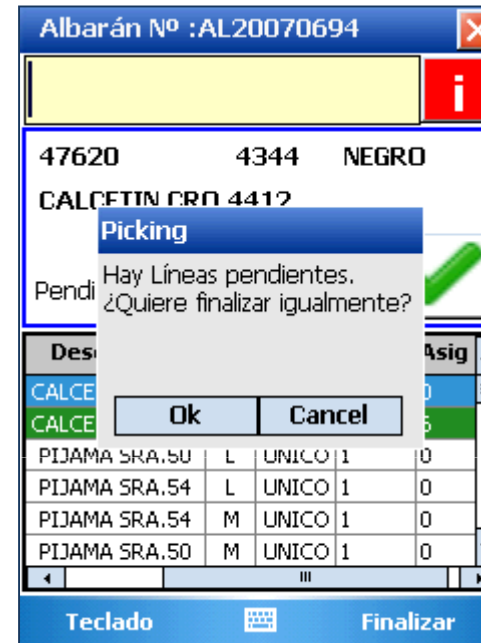 Albarán Nº :AL20070694
i
47620 4344 NEGRO
CALCETIN CRO 4412
Picking
Hay Líneas pendientes.
¿Quiere finalizar igualmente?
Pendi
Ok Cancel
Des Asig
CALCE 0
CALCE
PIJAMA SRA.50 L UNICO 1 0
PIJAMA SRA.54 L UNICO 1 0
PIJAMA SRA.54 M UNICO 1 0
PIJAMA SRA.50 M UNICO 1 0
Teclado Finalizar